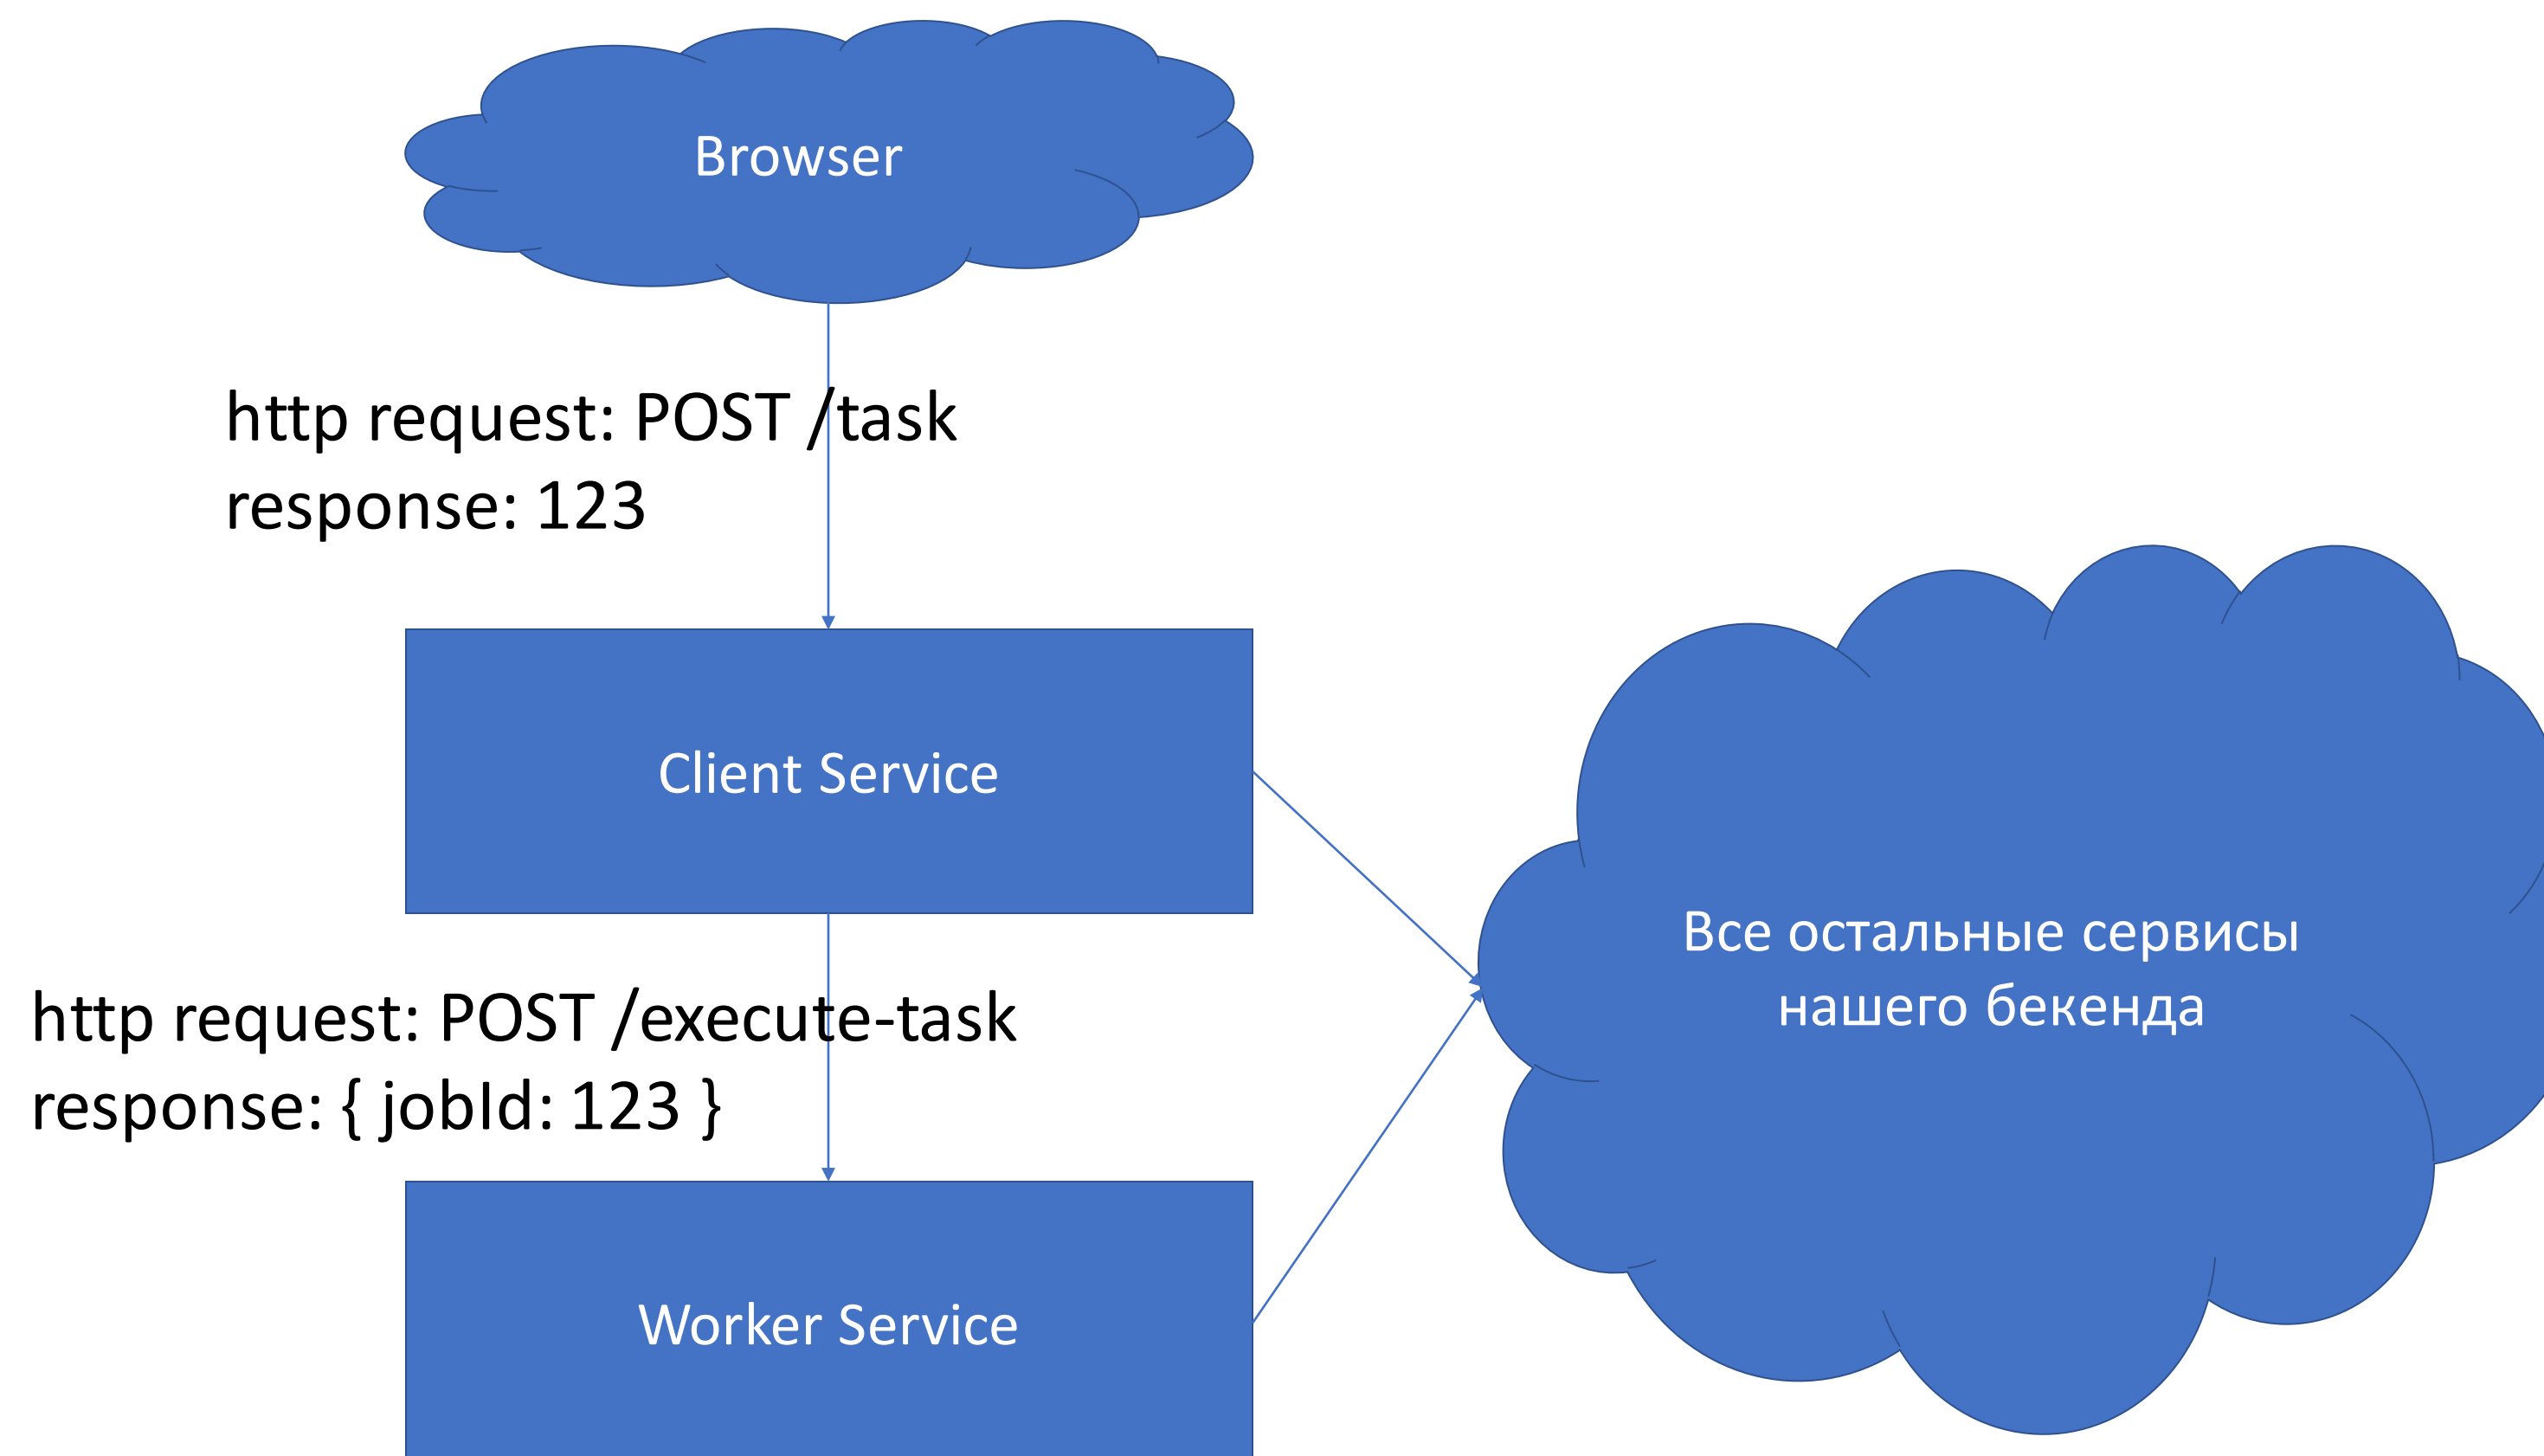 Browser
http request: POST /task
response: 123
Client Service
Все остальные сервисы
нашего бекенда
http request: POST /execute-task
response: { jobId: 123 }
Worker Service